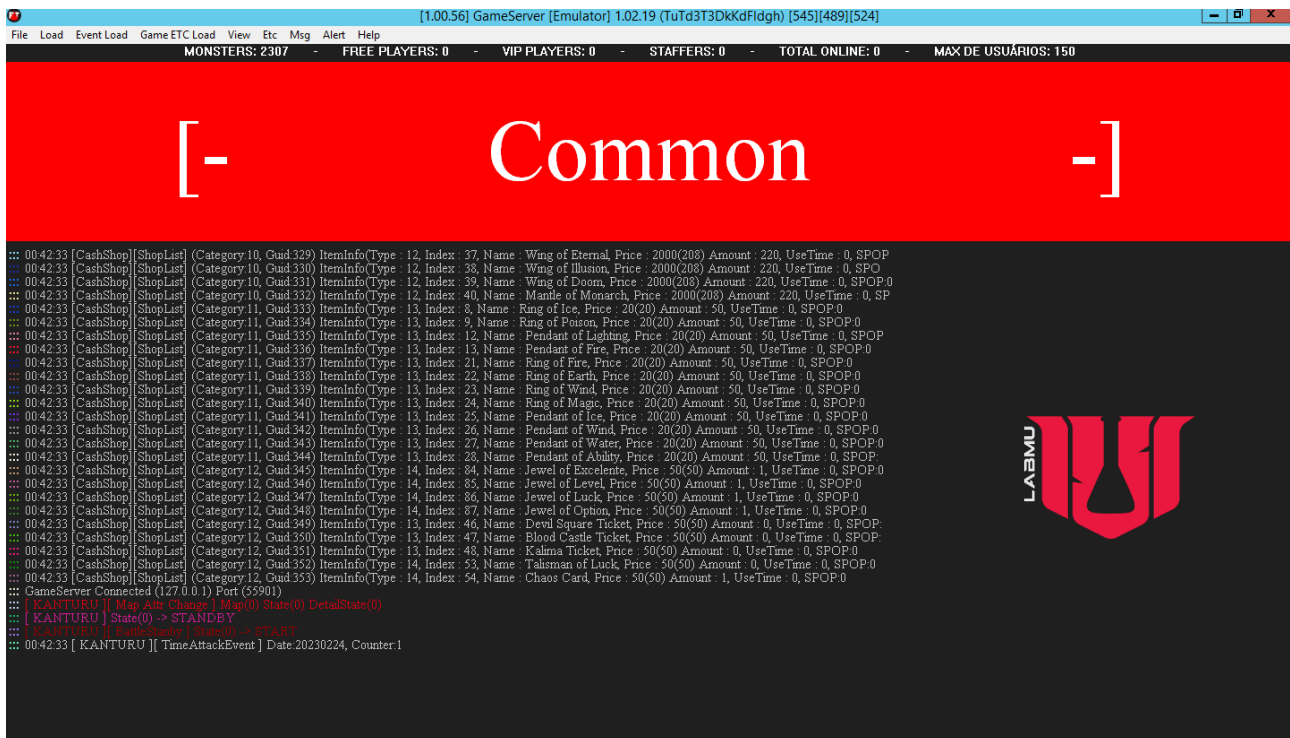 [1.00.56] GameServer [Emulator] 1.02.19 (TuTd3T3DkKdFldgh) [545][489][524]
File Load Event Load Game ETC Load View Etc Msg Alert Help
MONSTERS: 2307 - FREE PLAYERS: 0 - VIP PLAYERS: 0 - STAFFERS: 0 - TOTAL ONLINE: 0 - MAX DE USUÁRIOS: 150
[- Common -]
::: 00:42:33 [CashShop][ShopList] (Category:10, Guid:329) ItemInfo(Type : 12, Index : 37, Name : Wing of Eternal, Price : 2000(208) Amount : 220, UseTime : 0, SPOP
::: 00:42:33 [CashShop][ShopList] (Category:10, Guid:330) ItemInfo(Type : 12, Index : 38, Name : Wing of Illusion, Price : 2000(208) Amount : 220, UseTime : 0, SPO
::: 00:42:33 [CashShop][ShopList] (Category:10, Guid:331) ItemInfo(Type : 12, Index : 39, Name : Wing of Doom, Price : 2000(208) Amount : 220, UseTime : 0, SPOP:0
::: 00:42:33 [CashShop][ShopList] (Category:10, Guid:332) ItemInfo(Type : 12, Index : 40, Name : Mantle of Monarch, Price : 2000(208) Amount : 220, UseTime : 0, SP
::: 00:42:33 [CashShop][ShopList] (Category:11, Guid:333) ItemInfo(Type : 13, Index : 8, Name : Ring of Ice, Price : 20(20) Amount : 50, UseTime : 0, SPOP:0
::: 00:42:33 [CashShop][ShopList] (Category:11, Guid:334) ItemInfo(Type : 13, Index : 9, Name : Ring of Poison, Price : 20(20) Amount : 50, UseTime : 0, SPOP:0
::: 00:42:33 [CashShop][ShopList] (Category:11, Guid:335) ItemInfo(Type : 13, Index : 12, Name : Pendant of Lighting, Price : 20(20) Amount : 50, UseTime : 0, SPOP
::: 00:42:33 [CashShop][ShopList] (Category:11, Guid:336) ItemInfo(Type : 13, Index : 13, Name : Pendant of Fire, Price : 20(20) Amount : 50, UseTime : 0, SPOP:0
::: 00:42:33 [CashShop][ShopList] (Category:11, Guid:337) ItemInfo(Type : 13, Index : 21, Name : Ring of Fire, Price : 20(20) Amount : 50, UseTime : 0, SPOP:0
::: 00:42:33 [CashShop][ShopList] (Category:11, Guid:338) ItemInfo(Type : 13, Index : 22, Name : Ring of Earth, Price : 20(20) Amount : 50, UseTime : 0, SPOP:0
::: 00:42:33 [CashShop][ShopList] (Category:11, Guid:339) ItemInfo(Type : 13, Index : 23, Name : Ring of Wind, Price : 20(20) Amount : 50, UseTime : 0, SPOP:0
::: 00:42:33 [CashShop][ShopList] (Category:11, Guid:340) ItemInfo(Type : 13, Index : 24, Name : Ring of Magic, Price : 20(20) Amount : 50, UseTime : 0, SPOP:0
::: 00:42:33 [CashShop][ShopList] (Category:11, Guid:341) ItemInfo(Type : 13, Index : 25, Name : Pendant of Ice, Price : 20(20) Amount : 50, UseTime : 0, SPOP:0
::: 00:42:33 [CashShop][ShopList] (Category:11, Guid:342) ItemInfo(Type : 13, Index : 26, Name : Pendant of Wind, Price : 20(20) Amount : 50, UseTime : 0, SPOP:0
::: 00:42:33 [CashShop][ShopList] (Category:11, Guid:343) ItemInfo(Type : 13, Index : 27, Name : Pendant of Water, Price : 20(20) Amount : 50, UseTime : 0, SPOP:0
::: 00:42:33 [CashShop][ShopList] (Category:11, Guid:344) ItemInfo(Type : 13, Index : 28, Name : Pendant of Ability, Price : 20(20) Amount : 50, UseTime : 0, SPOP:
::: 00:42:33 [CashShop][ShopList] (Category:12, Guid:345) ItemInfo(Type : 14, Index : 84, Name : Jewel of Excelente, Price : 50(50) Amount : 1, UseTime : 0, SPOP:0
::: 00:42:33 [CashShop][ShopList] (Category:12, Guid:346) ItemInfo(Type : 14, Index : 85, Name : Jewel of Level, Price : 50(50) Amount : 1, UseTime : 0, SPOP:0
::: 00:42:33 [CashShop][ShopList] (Category:12, Guid:347) ItemInfo(Type : 14, Index : 86, Name : Jewel of Luck, Price : 50(50) Amount : 1, UseTime : 0, SPOP:0
::: 00:42:33 [CashShop][ShopList] (Category:12, Guid:348) ItemInfo(Type : 14, Index : 87, Name : Jewel of Option, Price : 50(50) Amount : 1, UseTime : 0, SPOP:0
::: 00:42:33 [CashShop][ShopList] (Category:12, Guid:349) ItemInfo(Type : 13, Index : 46, Name : Devil Square Ticket, Price : 50(50) Amount : 0, UseTime : 0, SPOP:
::: 00:42:33 [CashShop][ShopList] (Category:12, Guid:350) ItemInfo(Type : 13, Index : 47, Name : Blood Castle Ticket, Price : 50(50) Amount : 0, UseTime : 0, SPOP:
::: 00:42:33 [CashShop][ShopList] (Category:12, Guid:351) ItemInfo(Type : 13, Index : 48, Name : Kalima Ticket, Price : 50(50) Amount : 0, UseTime : 0, SPOP:0
::: 00:42:33 [CashShop][ShopList] (Category:12, Guid:352) ItemInfo(Type : 14, Index : 53, Name : Talisman of Luck, Price : 50(50) Amount : 0, UseTime : 0, SPOP:0
::: 00:42:33 [CashShop][ShopList] (Category:12, Guid:353) ItemInfo(Type : 14, Index : 54, Name : Chaos Card, Price : 50(50) Amount : 1, UseTime : 0, SPOP:0
::: GameServer Connected (127.0.0.1) Port (55901)
::: [ KANTURU ][ Map Attr Change ] Map(0) State(0) DetailState(0)
::: [ KANTURU ] State(0) -> STANDBY
::: [ KANTURU ][ BattleStanby ] State(0) -> START
::: 00:42:33 [ KANTURU ][ TimeAttackEvent ] Date:20230224, Counter:1
LABMU